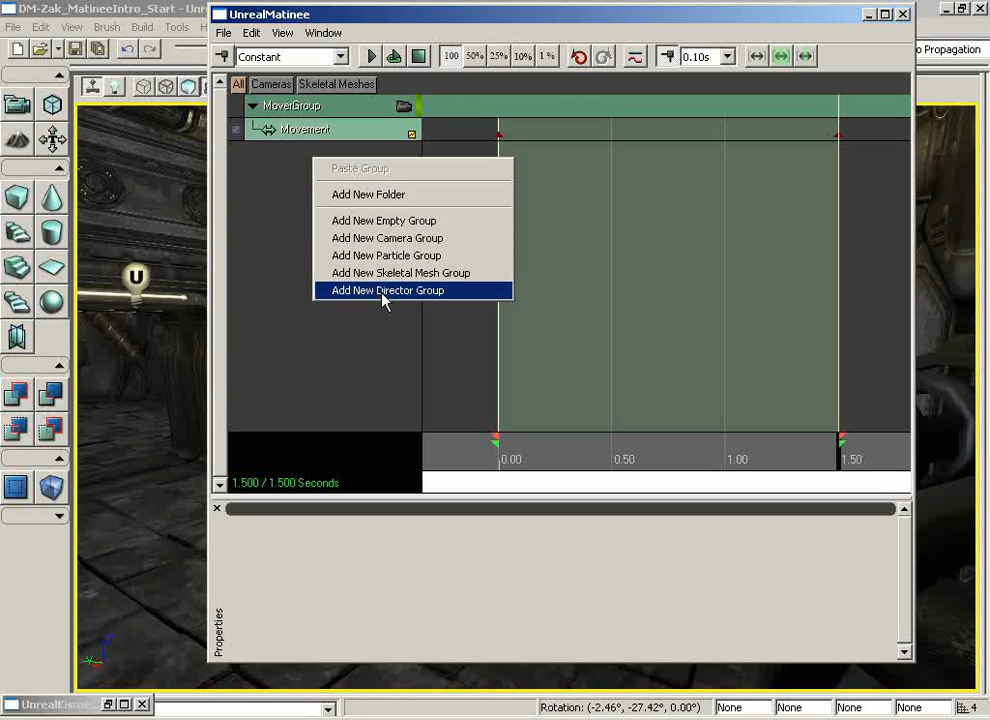 DM-Zak_MatineeIntro_Start - Unre
File Edit View Brush Build Tools
o Propagation
UnrealMatinee
File Edit View Window
Constant
100 50% 25% 10% 1%
0.10s
All Cameras Skeletal Meshes
MoverGroup
Movement
Paste Group
Add New Folder
Add New Empty Group
Add New Camera Group
Add New Particle Group
Add New Skeletal Mesh Group
Add New Director Group
U
0.00 0.50 1.00 1.50
1.500 / 1.500 Seconds
Properties
UnrealKisme
Rotation: (-2.46°, -27.42°, 0.00°) None None None None 4